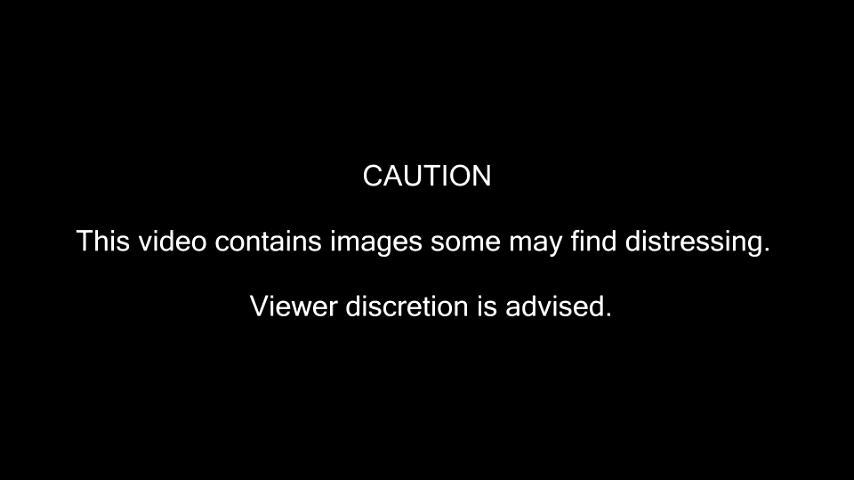 CAUTION
This video contains images some may find distressing.
Viewer discretion is advised.